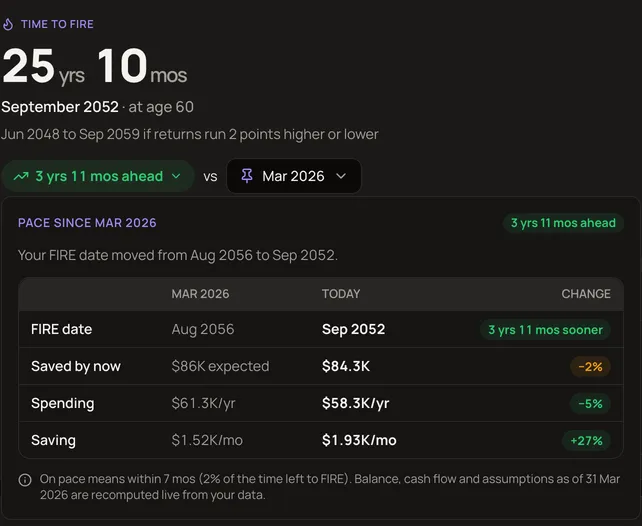 TIME TO FIRE
25 yrs 10 mos
September 2052 · at age 60
Jun 2048 to Sep 2059 if returns run 2 points higher or lower
3 yrs 11 mos ahead vs Mar 2026
PACE SINCE MAR 2026 3 yrs 11 mos ahead
Your FIRE date moved from Aug 2056 to Sep 2052.
MAR 2026 TODAY CHANGE
FIRE date Aug 2056 Sep 2052 3 yrs 11 mos sooner
Saved by now $86K expected $84.3K −2%
Spending $61.3K/yr $58.3K/yr −5%
Saving $1.52K/mo $1.93K/mo +27%
On pace means within 7 mos (2% of the time left to FIRE). Balance, cash flow and assumptions as of 31 Mar
2026 are recomputed live from your data.